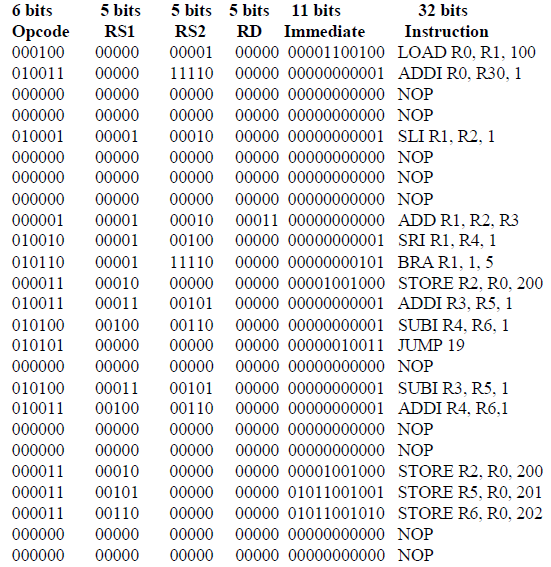 6 bits 5 bits 5 bits 5 bits 11 bits 32 bits
Opcode RS1 RS2 RD Immediate Instruction
000100 00000 00001 00000 00001100100 LOAD R0, R1, 100
010011 00000 11110 00000 00000000001 ADDI R0, R30, 1
000000 00000 00000 00000 00000000000 NOP
000000 00000 00000 00000 00000000000 NOP
010001 00001 00010 00000 00000000001 SLI R1, R2, 1
000000 00000 00000 00000 00000000000 NOP
000000 00000 00000 00000 00000000000 NOP
000000 00000 00000 00000 00000000000 NOP
000001 00001 00010 00011 00000000000 ADD R1, R2, R3
010010 00001 00100 00000 00000000001 SRI R1, R4, 1
010110 00001 11110 00000 00000000101 BRA R1, 1, 5
000011 00010 00000 00000 00001001000 STORE R2, R0, 200
010011 00011 00101 00000 00000000001 ADDI R3, R5, 1
010100 00100 00110 00000 00000000001 SUBI R4, R6, 1
010101 00000 00000 00000 00000010011 JUMP 19
000000 00000 00000 00000 00000000000 NOP
010100 00011 00101 00000 00000000001 SUBI R3, R5, 1
010011 00100 00110 00000 00000000001 ADDI R4, R6,1
000000 00000 00000 00000 00000000000 NOP
000000 00000 00000 00000 00000000000 NOP
000011 00010 00000 00000 00001001000 STORE R2, R0, 200
000011 00101 00000 00000 01011001001 STORE R5, R0, 201
000011 00110 00000 00000 01011001010 STORE R6, R0, 202
000000 00000 00000 00000 00000000000 NOP
000000 00000 00000 00000 00000000000 NOP